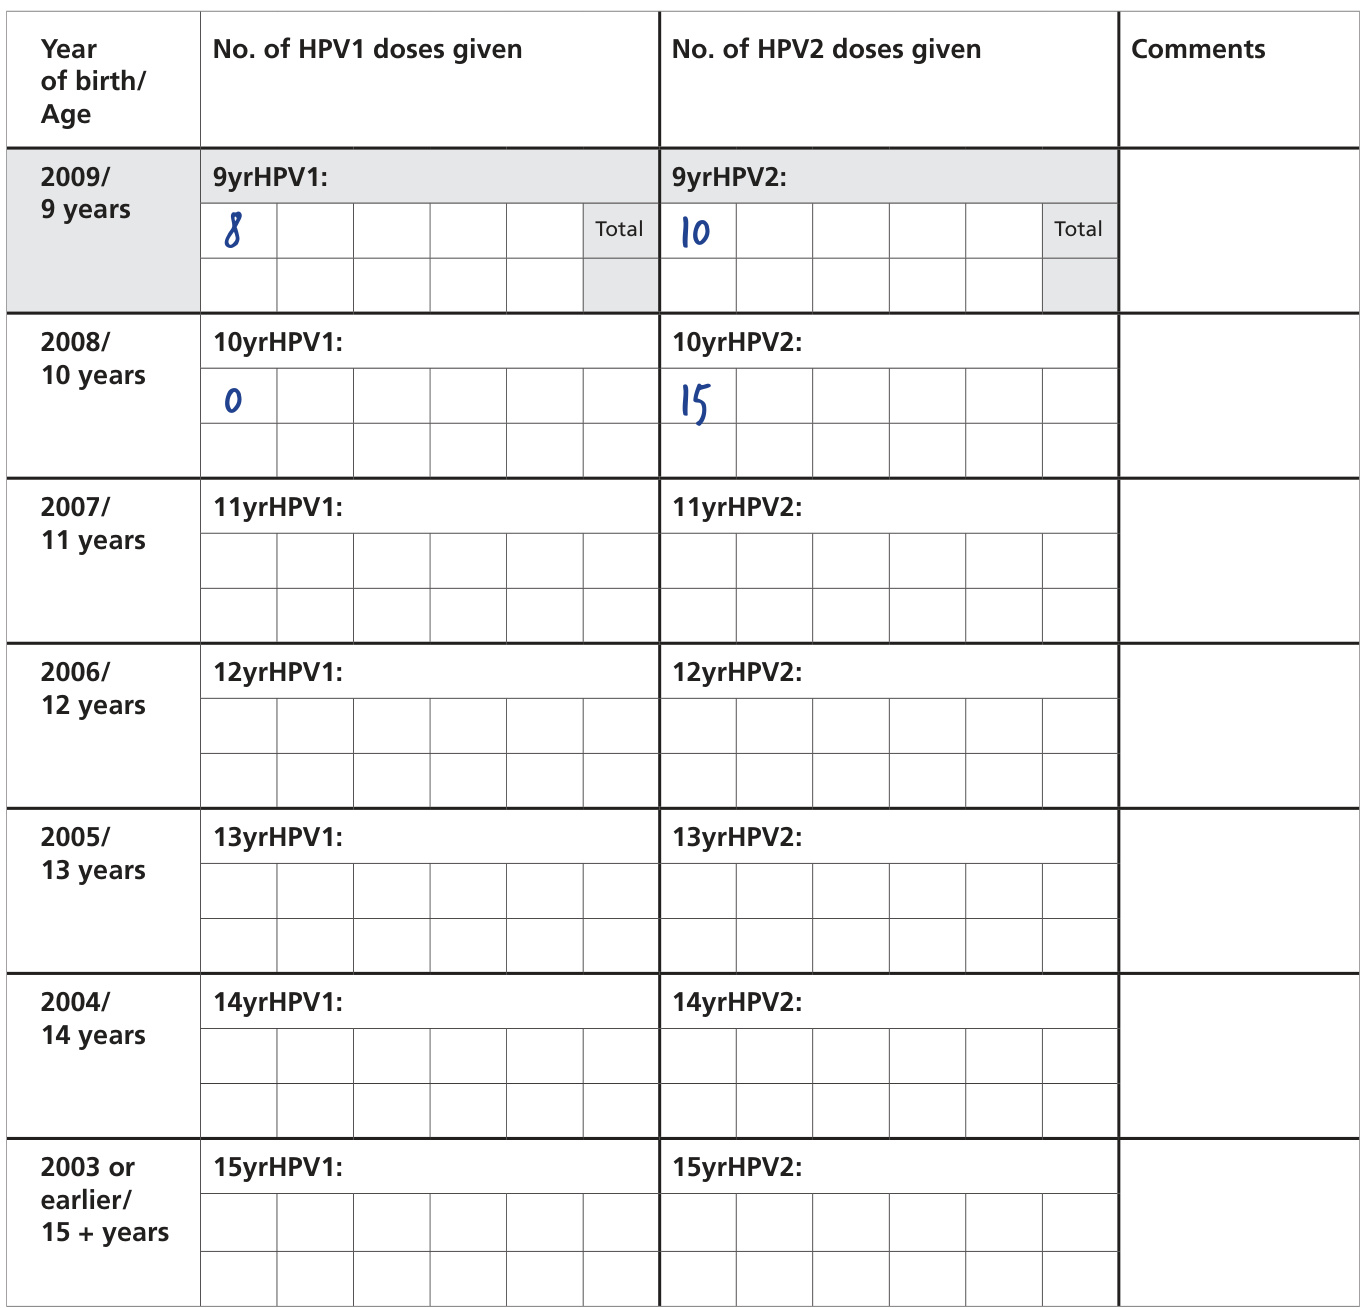 Year
of birth/
Age
No. of HPV1 doses given
No. of HPV2 doses given
Comments
2009/
9 years
9yrHPV1:
9yrHPV2:
8
Total
10
Total
2008/
10 years
10yrHPV1:
10yrHPV2:
0
15
2007/
11 years
11yrHPV1:
11yrHPV2:
2006/
12 years
12yrHPV1:
12yrHPV2:
2005/
13 years
13yrHPV1:
13yrHPV2:
2004/
14 years
14yrHPV1:
14yrHPV2:
2003 or
earlier/
15 + years
15yrHPV1:
15yrHPV2: